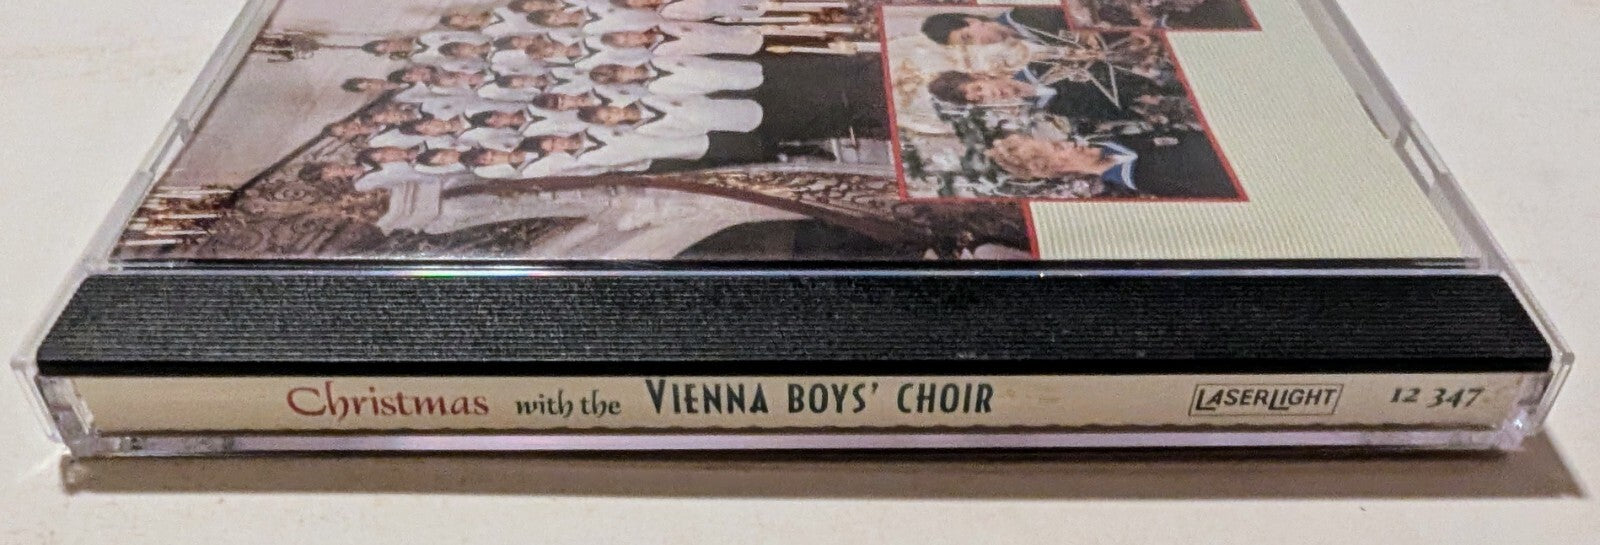 Christmas with the VIENNA BOYS' CHOIR LASERLIGHT 12 347